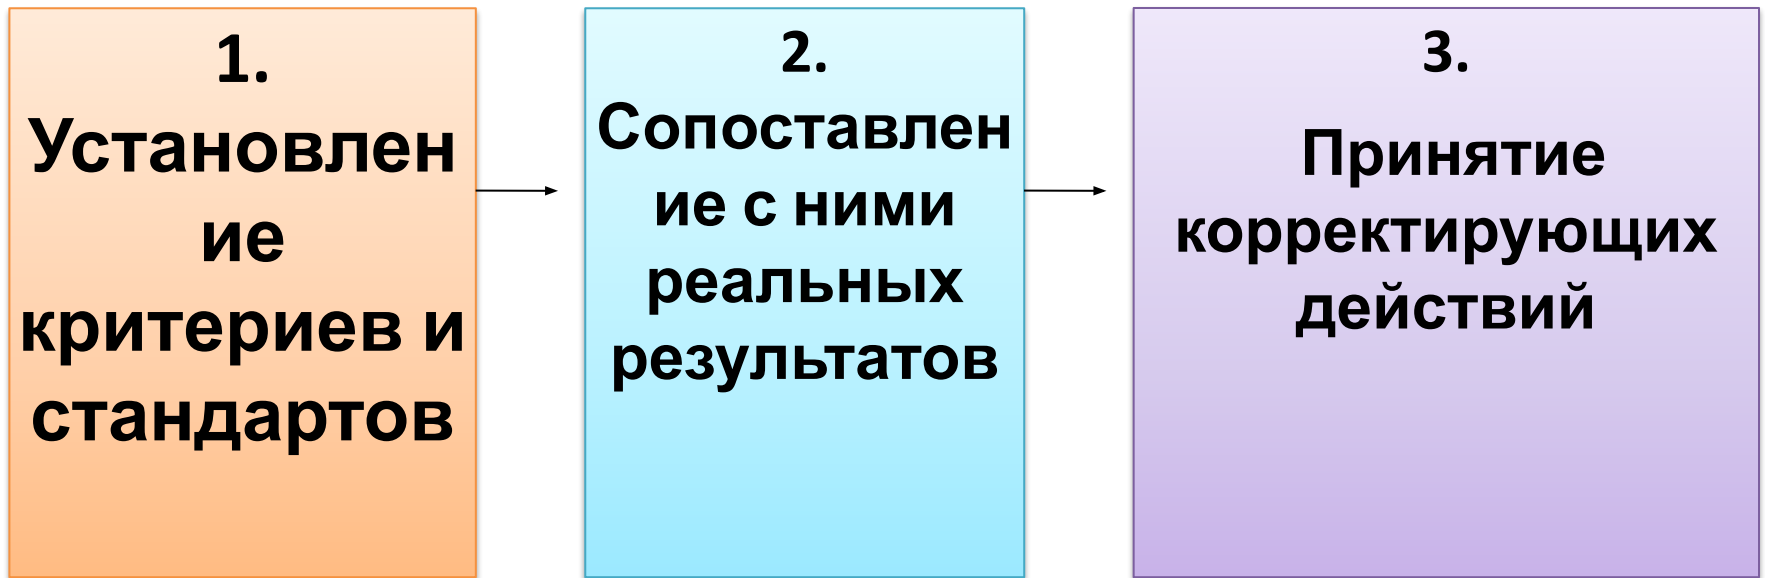 1.
Установлен
ие
критериев и
стандартов
2.
Сопоставлен
ие с ними
реальных
результатов
3.
Принятие
корректирующих
действий